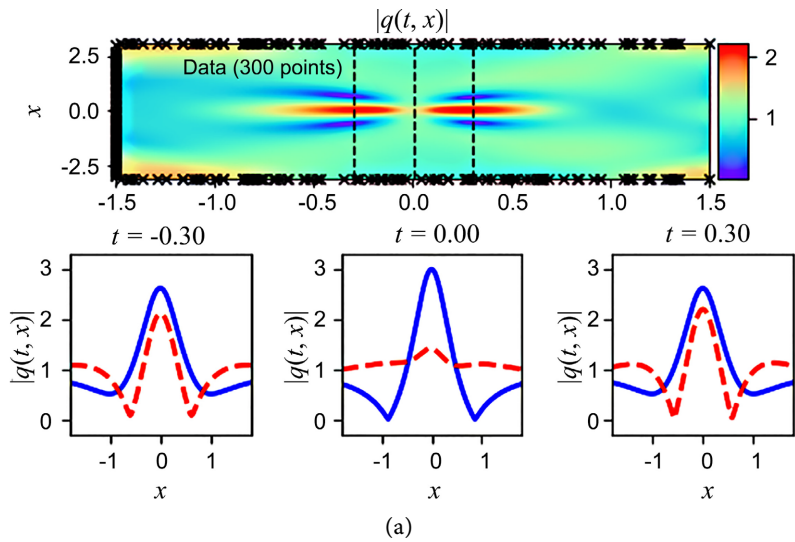 |q(t, x)|
Data (300 points)
x
2.5
0.0
-2.5
-1.5 -1.0 -0.5 0.0 0.5 1.0 1.5
2
1
t = -0.30
|q(t, x)|
3
2
1
0
-1 0 1
x
t = 0.00
|q(t, x)|
3
2
1
0
-1 0 1
x
t = 0.30
|q(t, x)|
3
2
1
0
-1 0 1
x
(a)